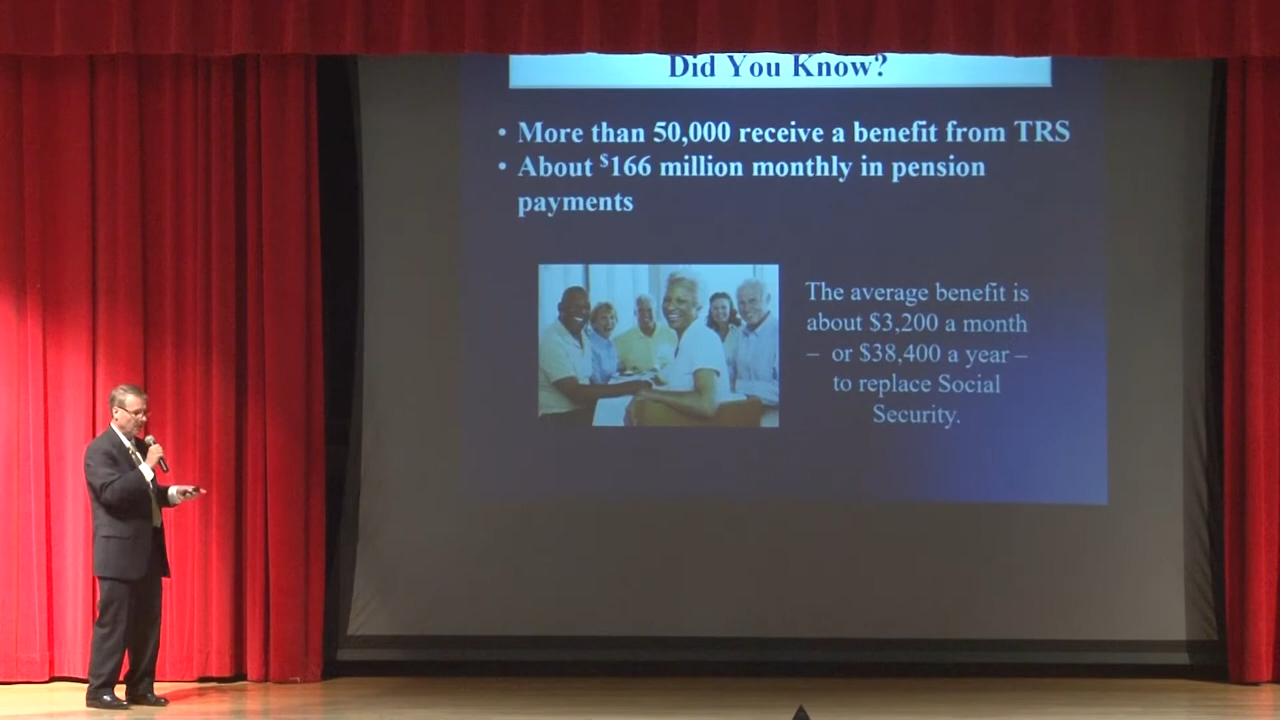 Did You Know?
• More than 50,000 receive a benefit from TRS
• About $166 million monthly in pension
payments
The average benefit is
about $3,200 a month
– or $38,400 a year –
to replace Social
Security.